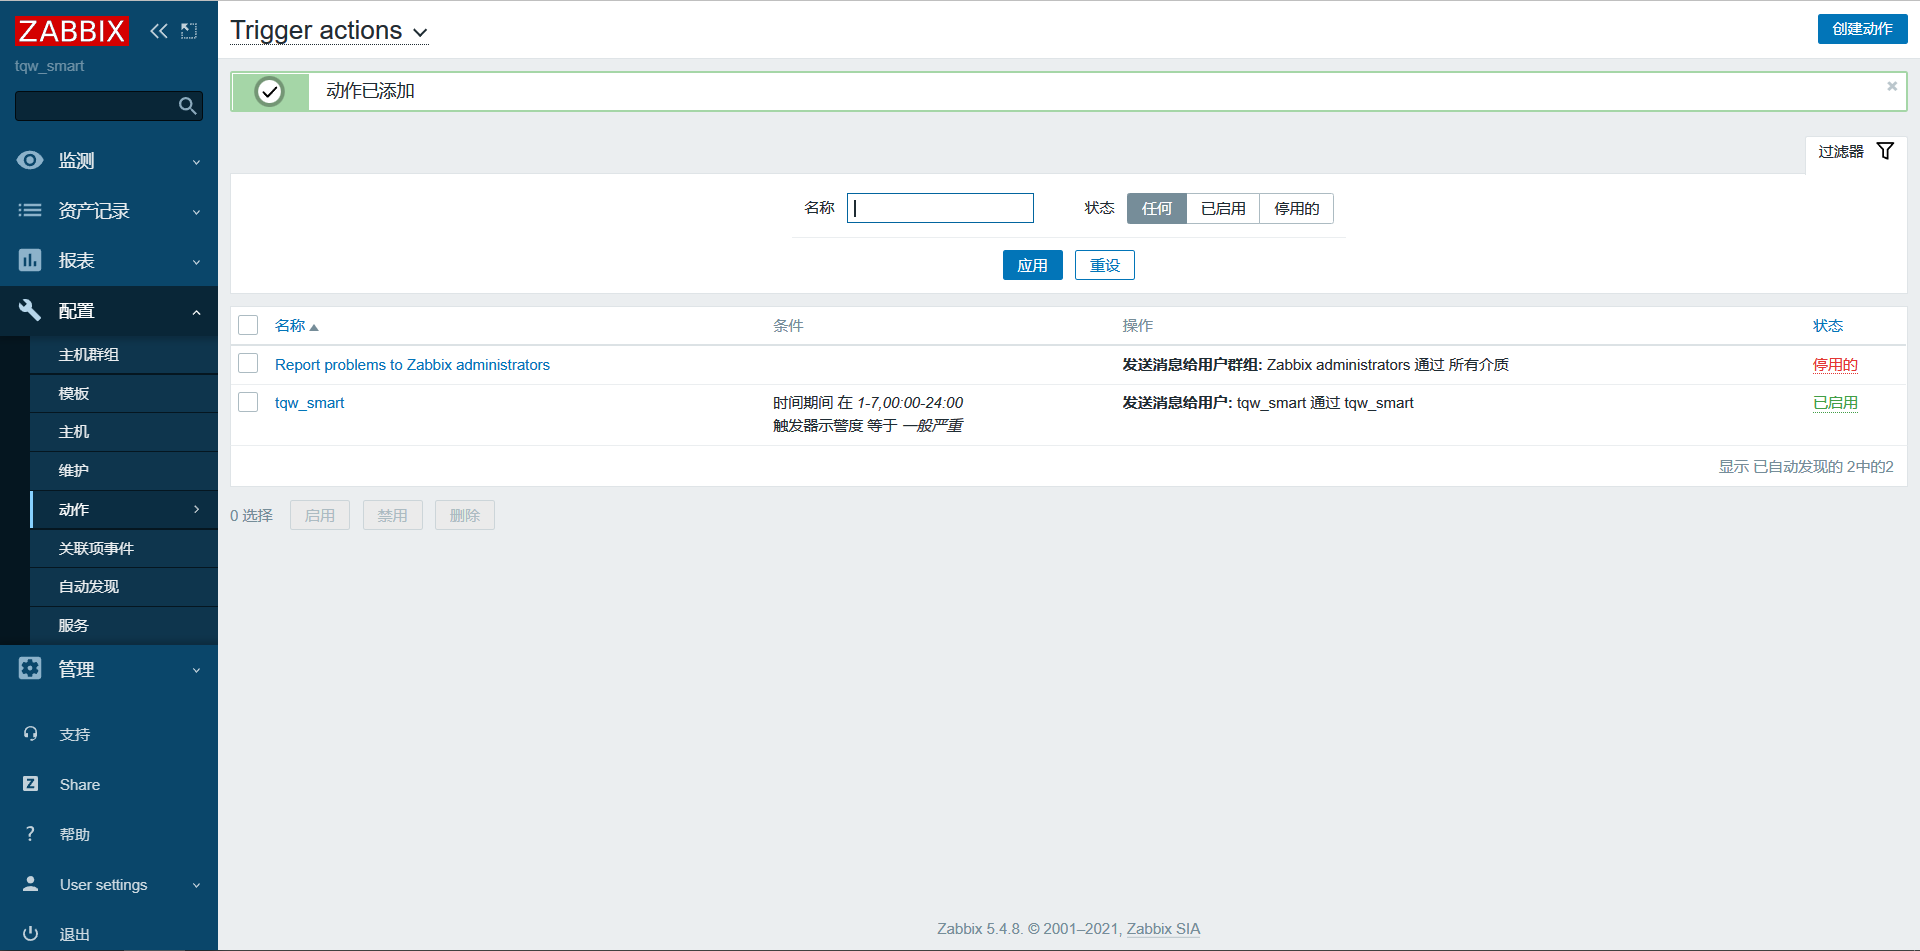 ZABBIX
tqw_smart
监测
资产记录
报表
配置
主机群组
模板
主机
维护
动作
关联项事件
自动发现
服务
管理
支持
Share
帮助
User settings
退出
Trigger actions
创建动作
动作已添加
过滤器
名称 状态 任何 已启用 停用的
应用 重设
名称 条件 操作 状态
Report problems to Zabbix administrators 发送消息给用户群组: Zabbix administrators 通过 所有介质 停用的
tqw_smart 时间期间 在 1-7,00:00-24:00 发送消息给用户: tqw_smart 通过 tqw_smart 已启用
触发器示警度 等于 一般严重
显示 已自动发现的 2中的2
0 选择 启用 禁用 删除
Zabbix 5.4.8. © 2001–2021, Zabbix SIA